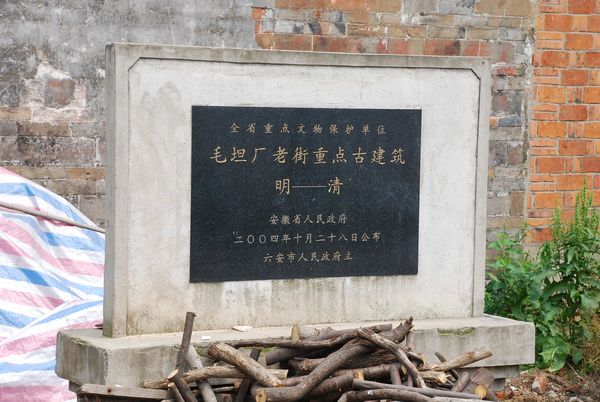 全省重点文物保护单位
毛坦厂老街重点古建筑
明——清
安徽省人民政府
二〇〇四年十月二十八日公布
六安市人民政府立